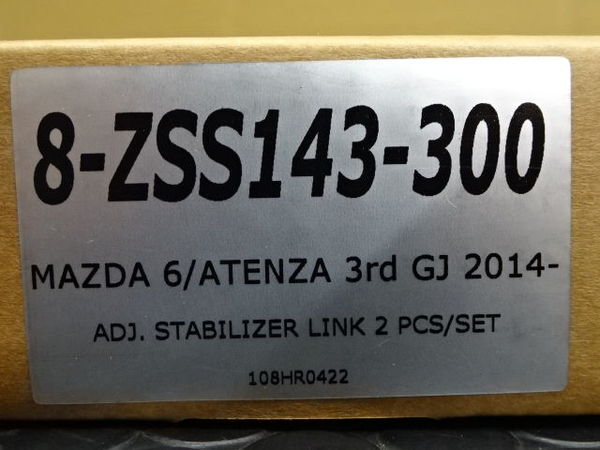 8-ZSS143-300
MAZDA 6/ATENZA 3rd GJ 2014-
ADJ. STABILIZER LINK 2 PCS/SET
108HR0422